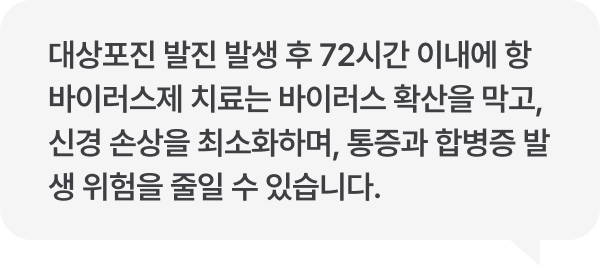 대상포진 발진 발생 후 72시간 이내에 항
바이러스제 치료는 바이러스 확산을 막고,
신경 손상을 최소화하며, 통증과 합병증 발
생 위험을 줄일 수 있습니다.